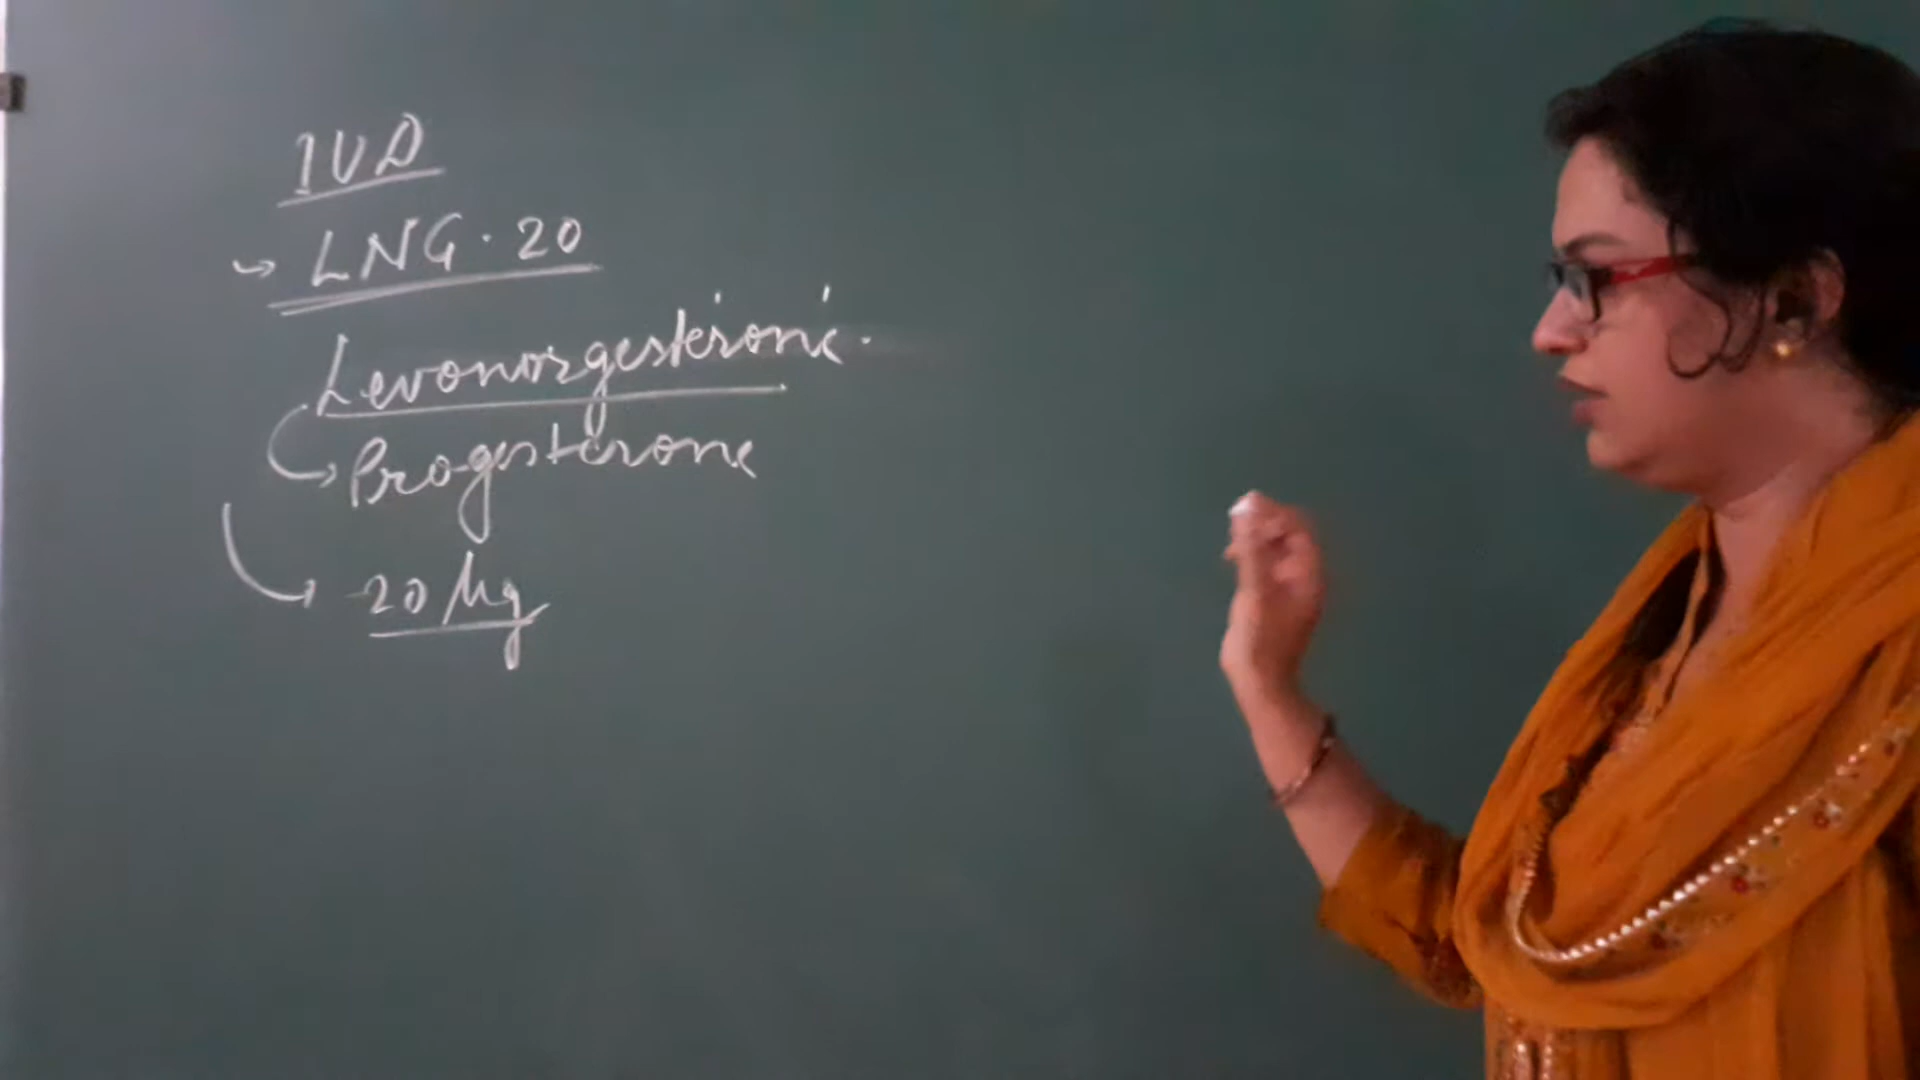 IUD
→ LNG. 20
Levonorgesterone.
→ Progesterone
→ 20 µg